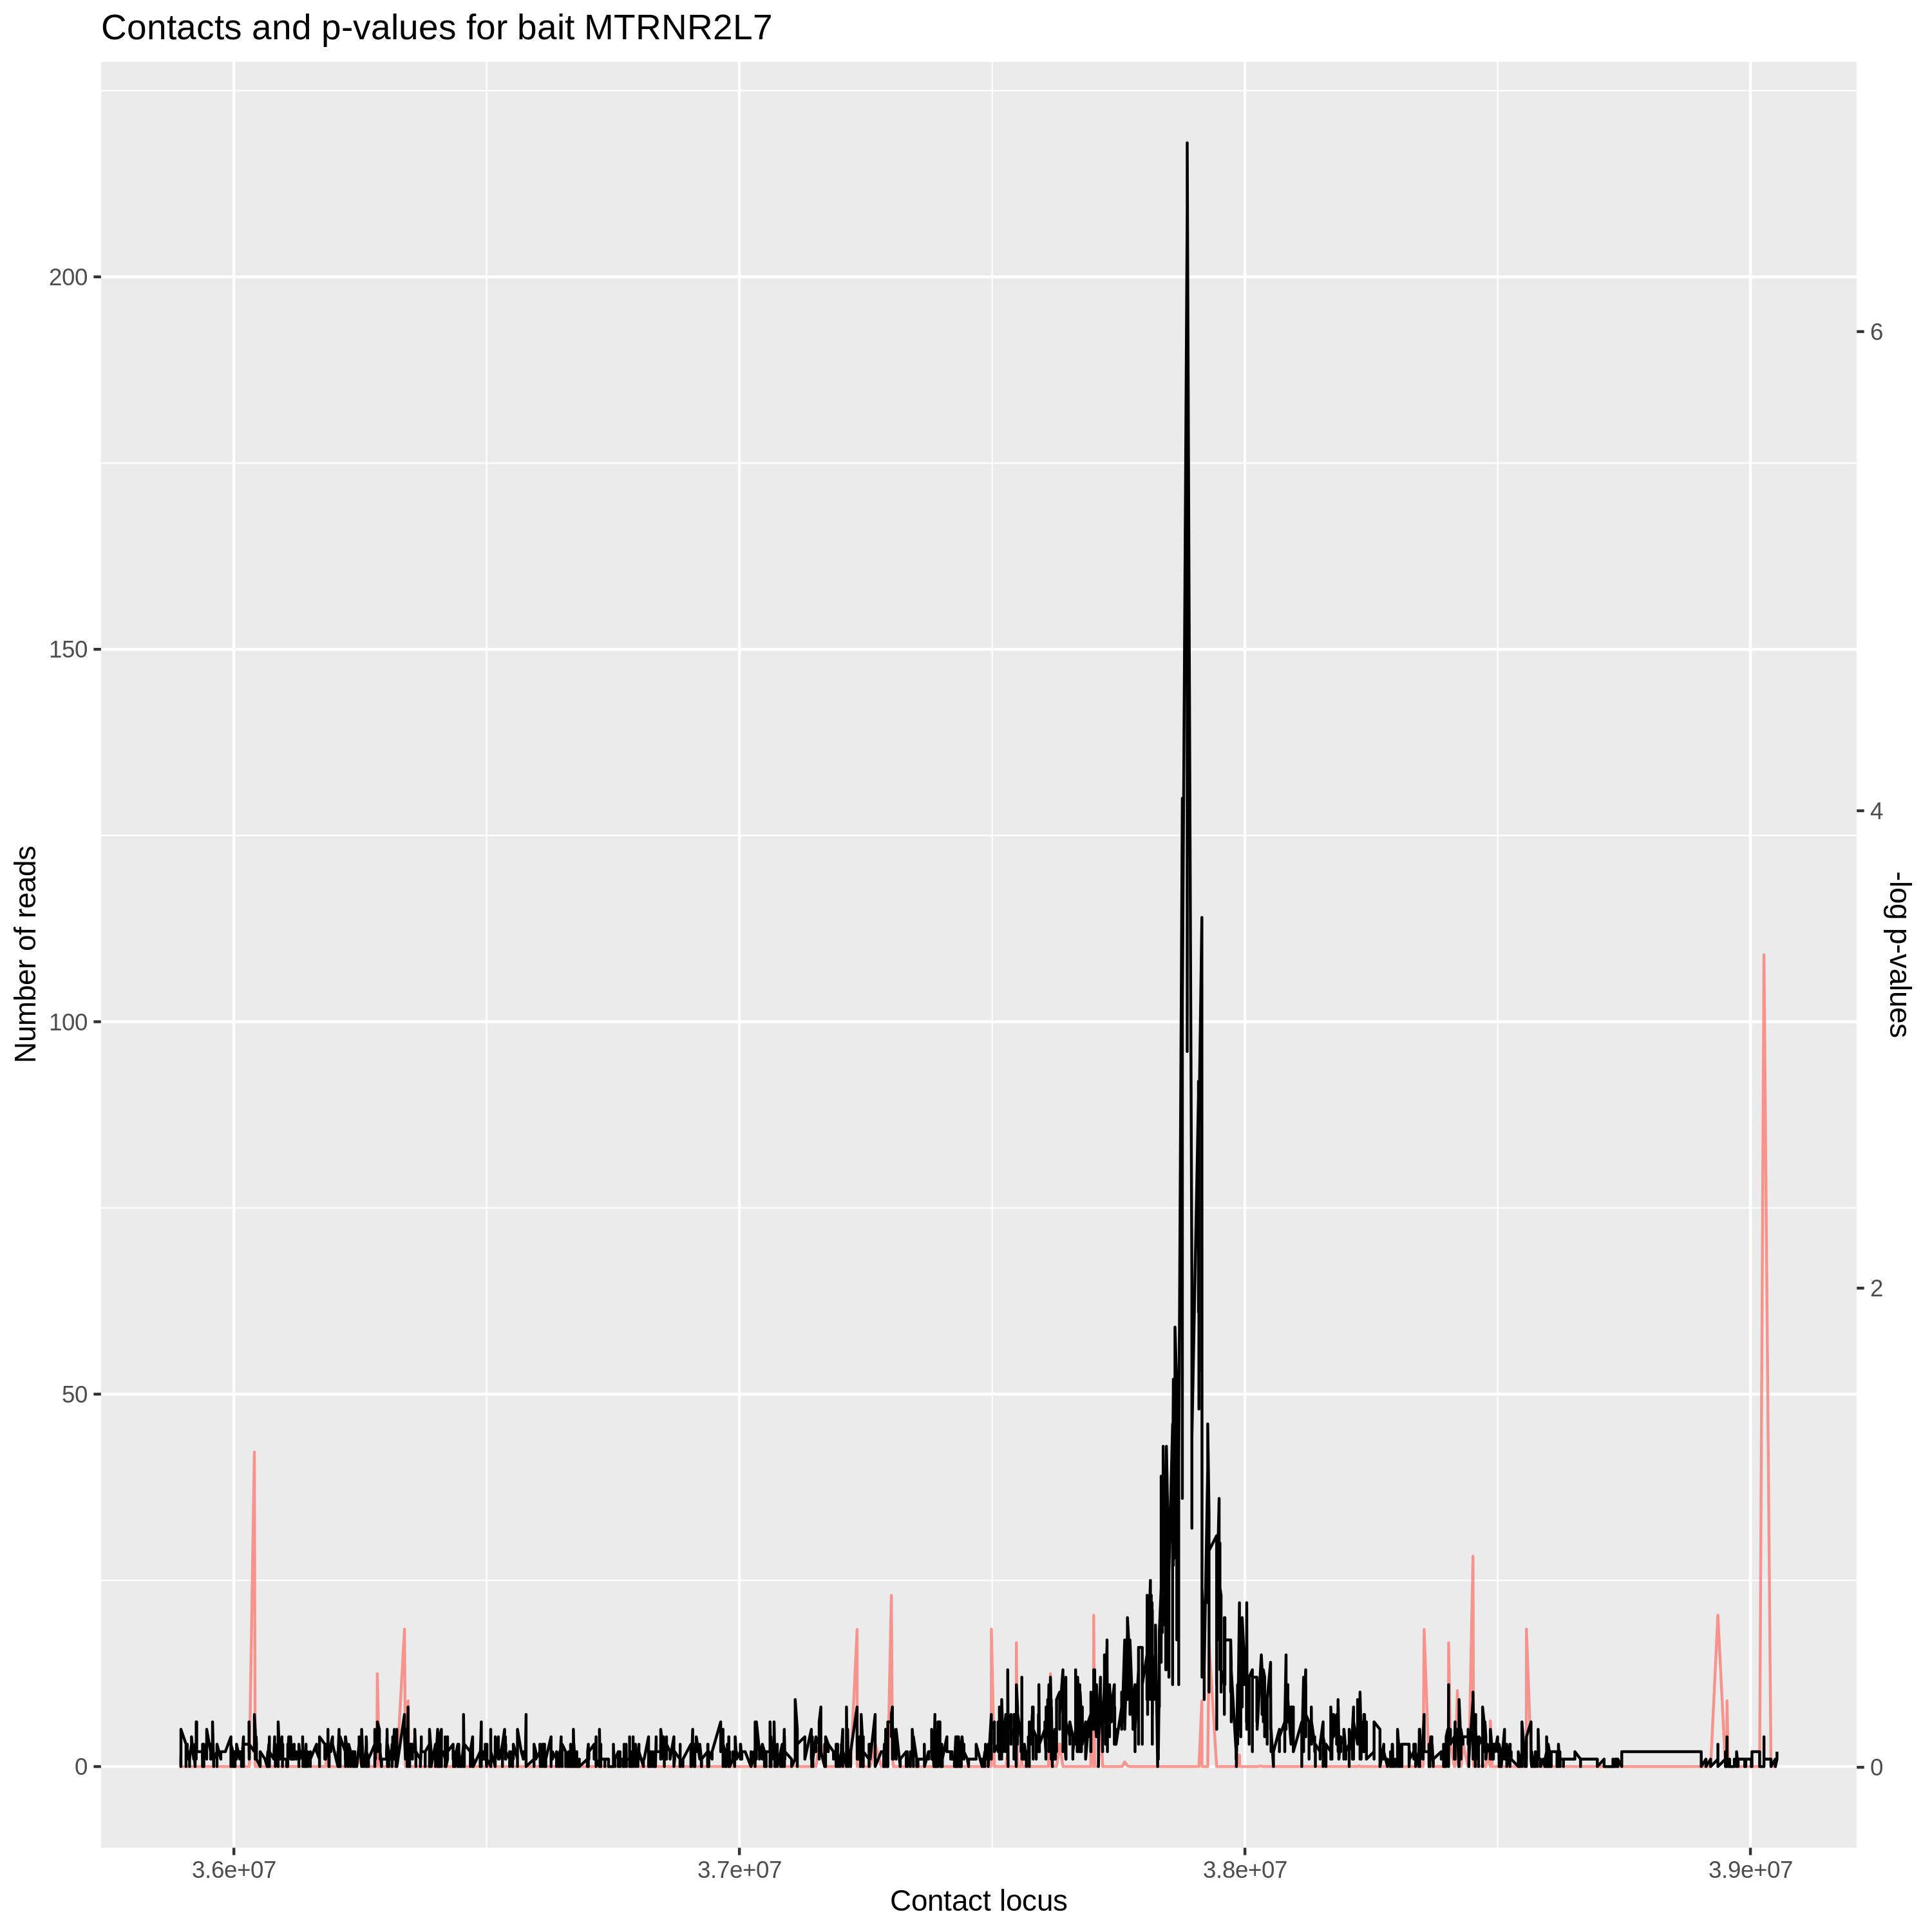 Contacts and p-values for bait MTRNR2L7
200
150
100
50
0
6
4
2
0
Number of reads
-log p-values
3.6e+07
3.7e+07
3.8e+07
3.9e+07
Contact locus